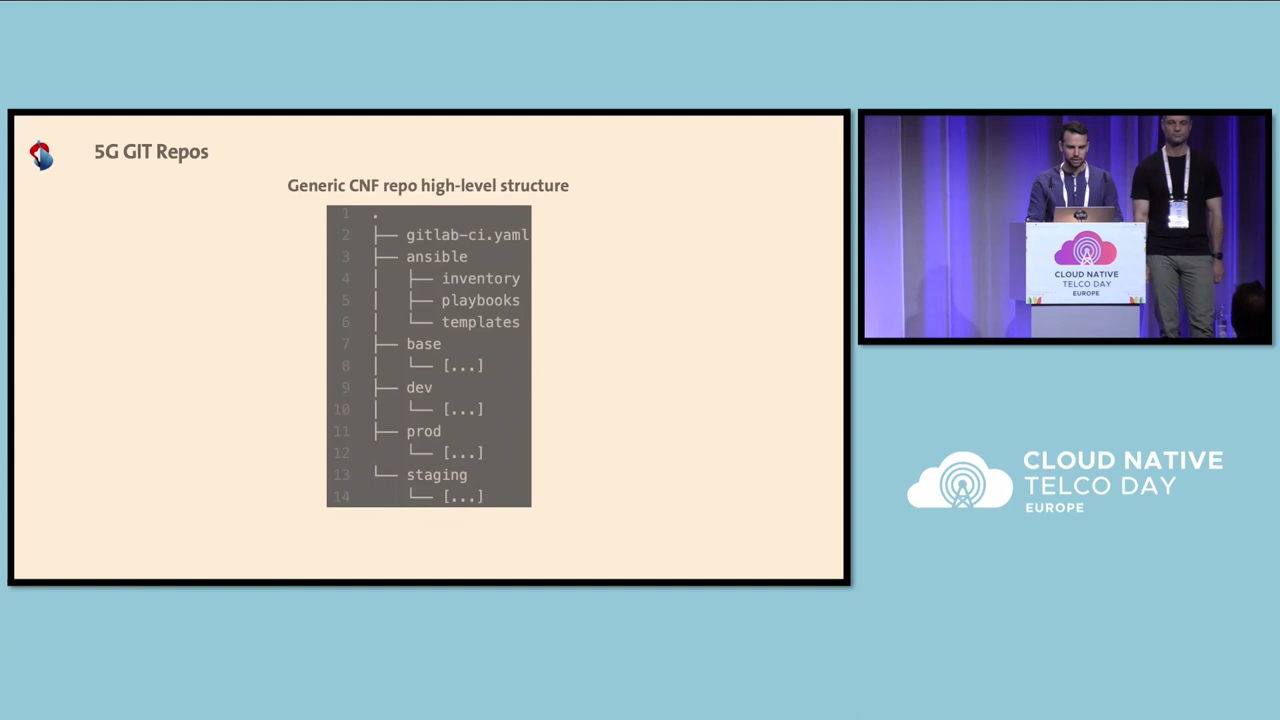 5G GIT Repos
Generic CNF repo high-level structure
1 .
2 ├── gitlab-ci.yaml
3 ├── ansible
4 │   ├── inventory
5 │   ├── playbooks
6 │   └── templates
7 ├── base
8 │   └── [...]
9 ├── dev
10 │   └── [...]
11 ├── prod
12     └── [...]
13 └── staging
14     └── [...]
CLOUD NATIVE
TELCO DAY
EUROPE
CLOUD NATIVE
TELCO DAY
EUROPE